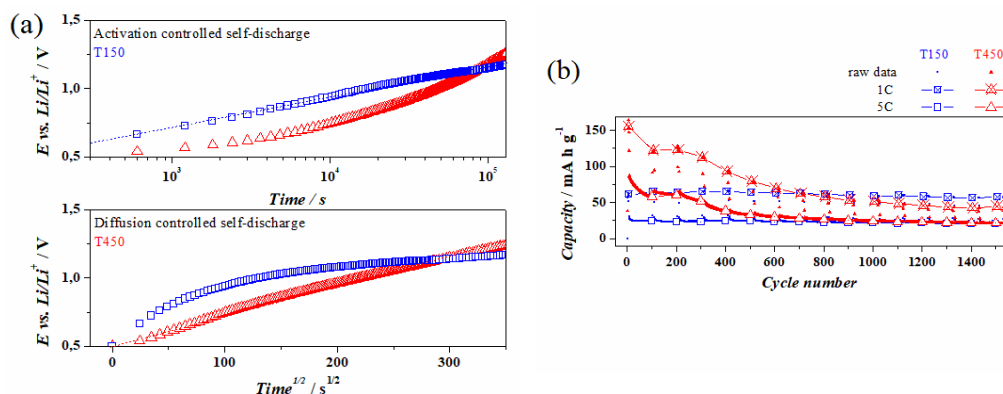 (a)
1,5
1,0
0,5
E vs. Li/Li+ / V
Activation controlled self-discharge
T150
10³ 10⁴ 10⁵
Time / s
1,5
1,0
0,5
E vs. Li/Li+ / V
Diffusion controlled self-discharge
T450
0 100 200 300
Time^1/2 / s^1/2
(b)
T150 T450
raw data
1C
5C
150
100
50
0
Capacity / mA h g⁻¹
0 200 400 600 800 1000 1200 1400
Cycle number